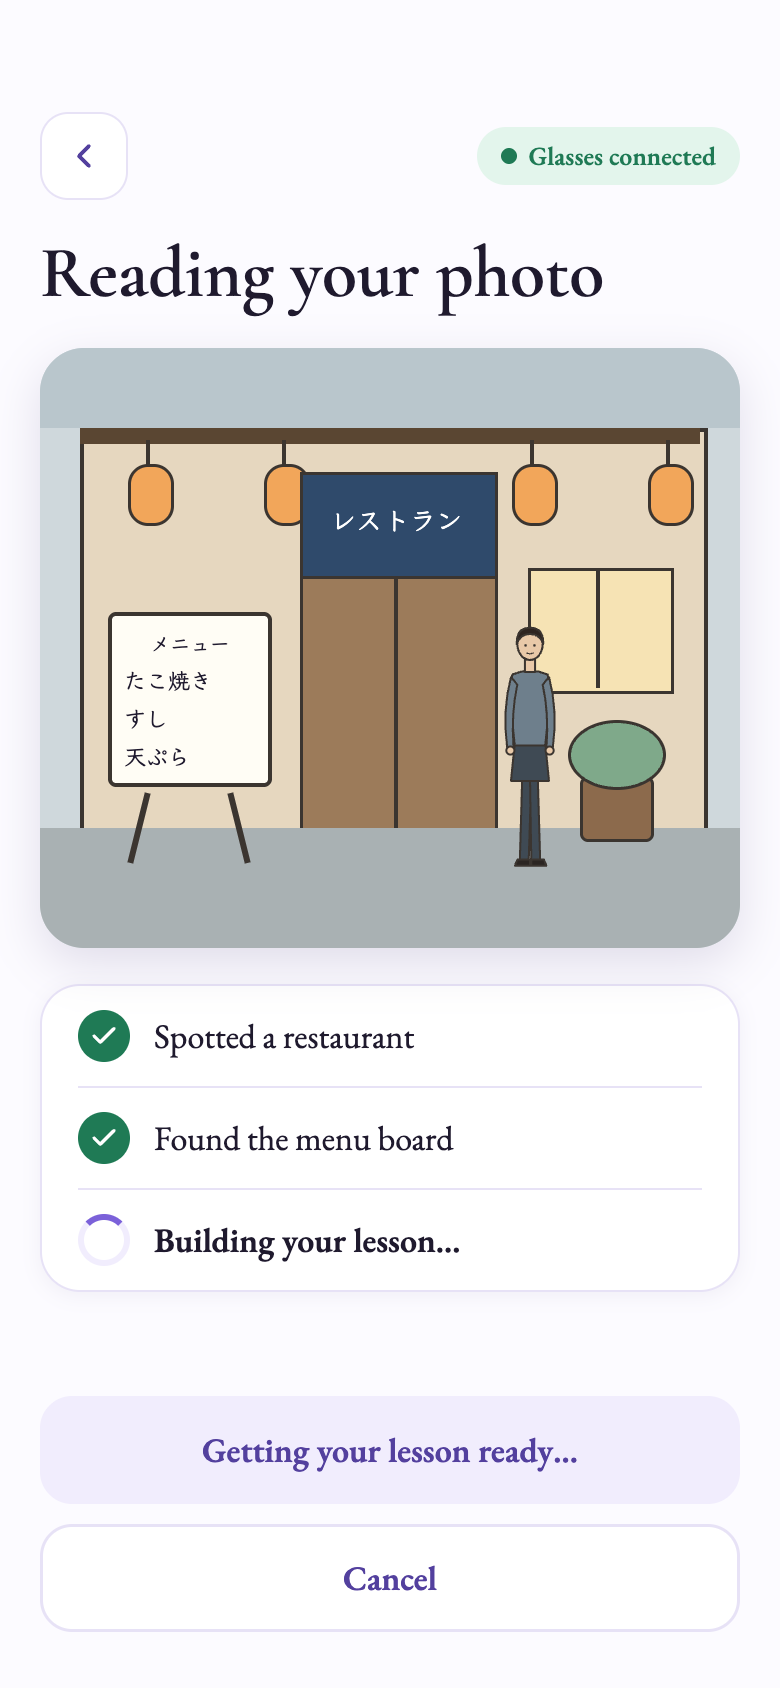 Glasses connected
Reading your photo
レストラン
メニュー
たこ焼き
すし
天ぷら
Spotted a restaurant
Found the menu board
Building your lesson...
Getting your lesson ready...
Cancel